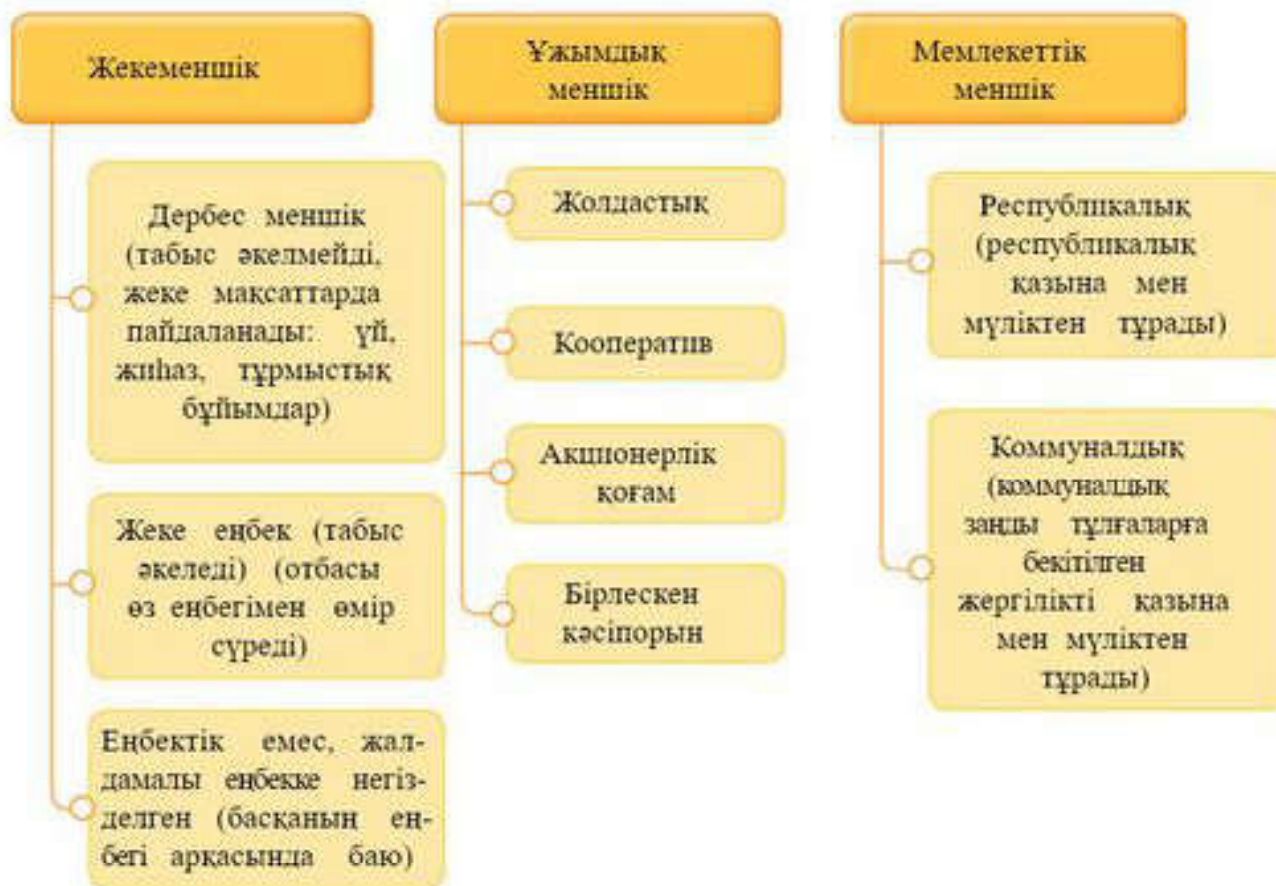 Жекеменшік
Дербес меншік
(табыс әкелмейді,
жеке мақсаттарда
пайдаланады: үй,
жиһаз, тұрмыстық
бұйымдар)
Жеке еңбек (табыс
әкеледі) (отбасы
өз еңбегімен өмір
сүреді)
Еңбектік емес, жал-
дамалы еңбекке негіз-
делген (басқаның ең-
бегі арқасында баю)
Ұжымдық
меншік
Жолдастық
Кооператив
Акционерлік
қоғам
Бірлескен
кәсіпорын
Мемлекеттік
меншік
Республикалық
(республикалық
қазына мен
мүліктен тұрады)
Коммуналдық
(коммуналдық
заңды тұлғаларға
бекітілген
жергілікті қазына
мен мүліктен
тұрады)